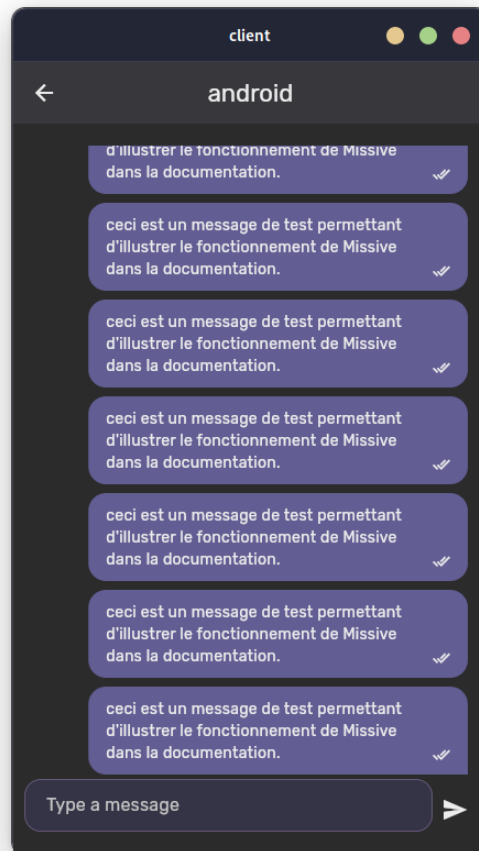 client
android
d'illustrer le fonctionnement de Missive
dans la documentation.
ceci est un message de test permettant
d'illustrer le fonctionnement de Missive
dans la documentation.
ceci est un message de test permettant
d'illustrer le fonctionnement de Missive
dans la documentation.
ceci est un message de test permettant
d'illustrer le fonctionnement de Missive
dans la documentation.
ceci est un message de test permettant
d'illustrer le fonctionnement de Missive
dans la documentation.
ceci est un message de test permettant
d'illustrer le fonctionnement de Missive
dans la documentation.
ceci est un message de test permettant
d'illustrer le fonctionnement de Missive
dans la documentation.
Type a message